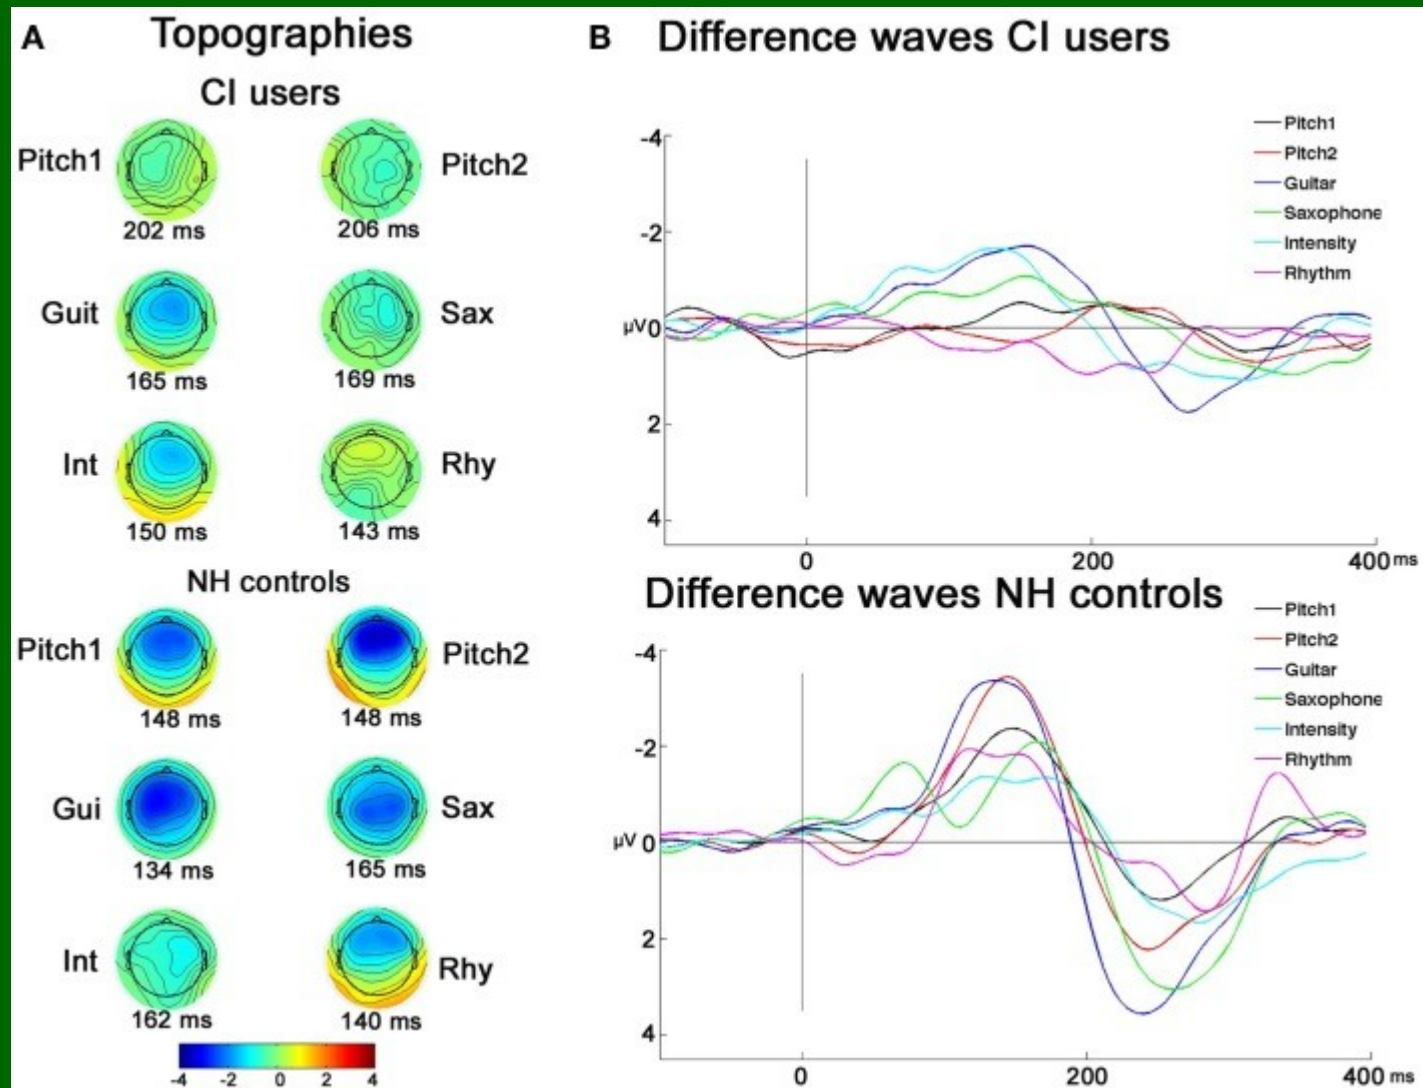 A Topographies
CI users
Pitch1
202 ms
Pitch2
206 ms
Guit
165 ms
Sax
169 ms
Int
150 ms
Rhy
143 ms
NH controls
Pitch1
148 ms
Pitch2
148 ms
Gui
134 ms
Sax
165 ms
Int
162 ms
Rhy
140 ms
-4 -2 0 2 4
B Difference waves CI users
Pitch1
Pitch2
Guitar
Saxophone
Intensity
Rhythm
-4
-2
µV 0
2
4
0 200 400 ms
Difference waves NH controls
Pitch1
Pitch2
Guitar
Saxophone
Intensity
Rhythm
-4
-2
µV 0
2
4
0 200 400 ms